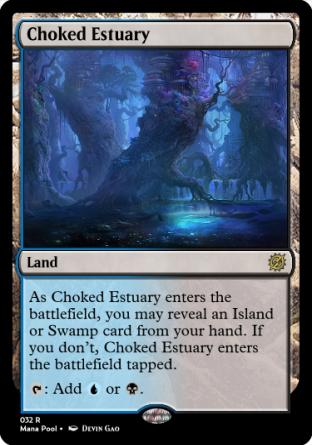 Choked Estuary
Land
As Choked Estuary enters the
battlefield, you may reveal an Island
or Swamp card from your hand. If
you don't, Choked Estuary enters
the battlefield tapped.
: Add or .
032 R
Mana Pool • Devin Gao